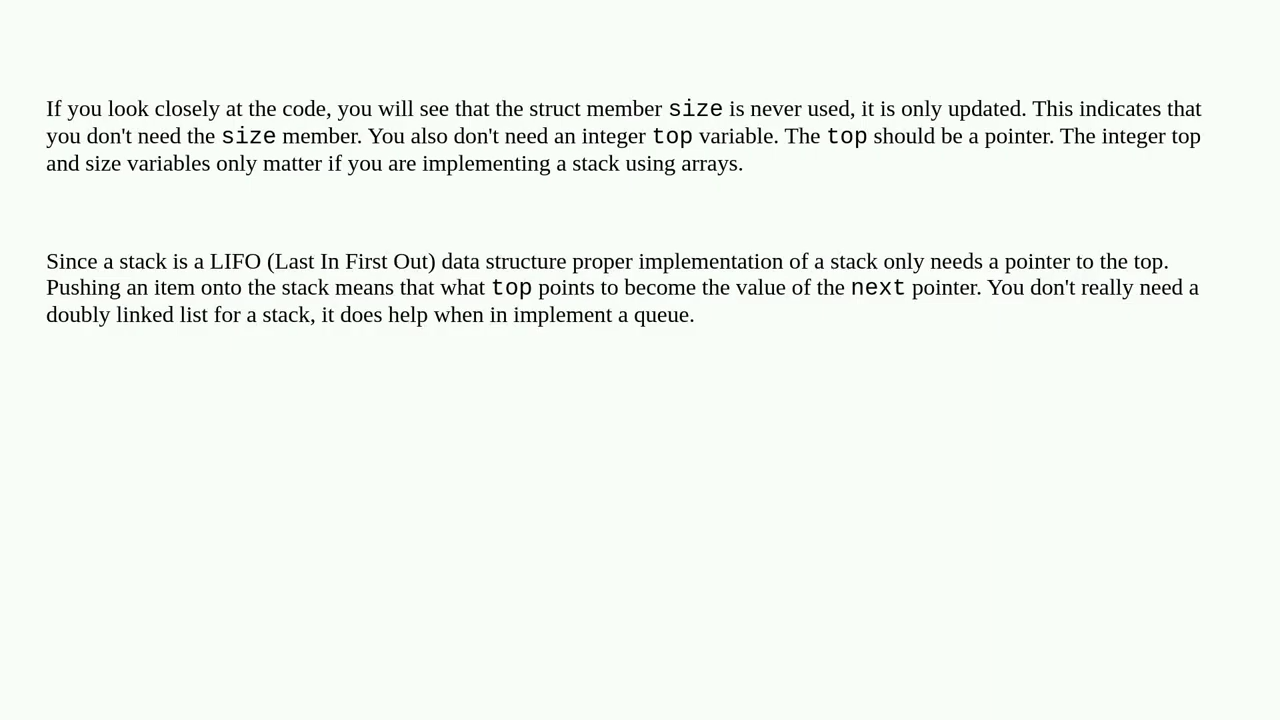 If you look closely at the code, you will see that the struct member size is never used, it is only updated. This indicates that
you don't need the size member. You also don't need an integer top variable. The top should be a pointer. The integer top
and size variables only matter if you are implementing a stack using arrays.
Since a stack is a LIFO (Last In First Out) data structure proper implementation of a stack only needs a pointer to the top.
Pushing an item onto the stack means that what top points to become the value of the next pointer. You don't really need a
doubly linked list for a stack, it does help when in implement a queue.